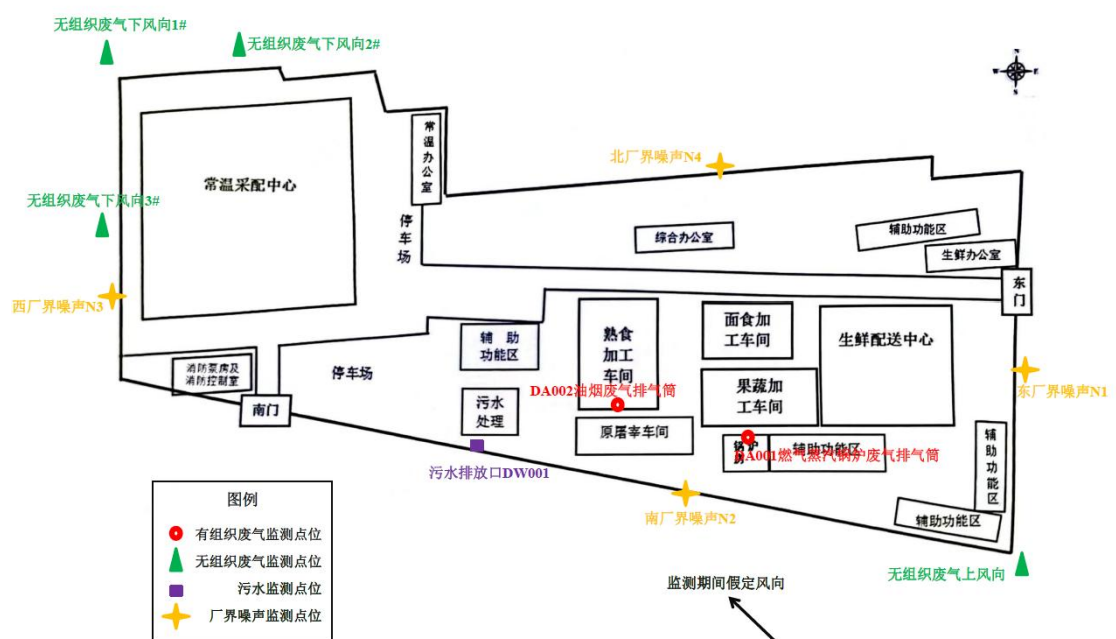 无组织废气下风向1#
无组织废气下风向2#
N
W
E
S
常温办公室
北厂界噪声N4
常温采配中心
无组织废气下风向3#
停车场
综合办公室
辅助功能区
生鲜办公室
东门
西厂界噪声N3
熟食
加工
车间
面食加
工车间
生鲜配送中心
辅助
功能区
消防泵房及
消防控制室
停车场
DA002油烟废气排气筒
果蔬加
工车间
东厂界噪声N1
南门
污水
处理
原屠宰车间
锅炉房
辅助功能区
DA001燃气蒸汽锅炉废气排气筒
辅助功能区
污水排放口DW001
南厂界噪声N2
辅助功能区
无组织废气上风向
监测期间假定风向
图例
有组织废气监测点位
无组织废气监测点位
污水监测点位
厂界噪声监测点位